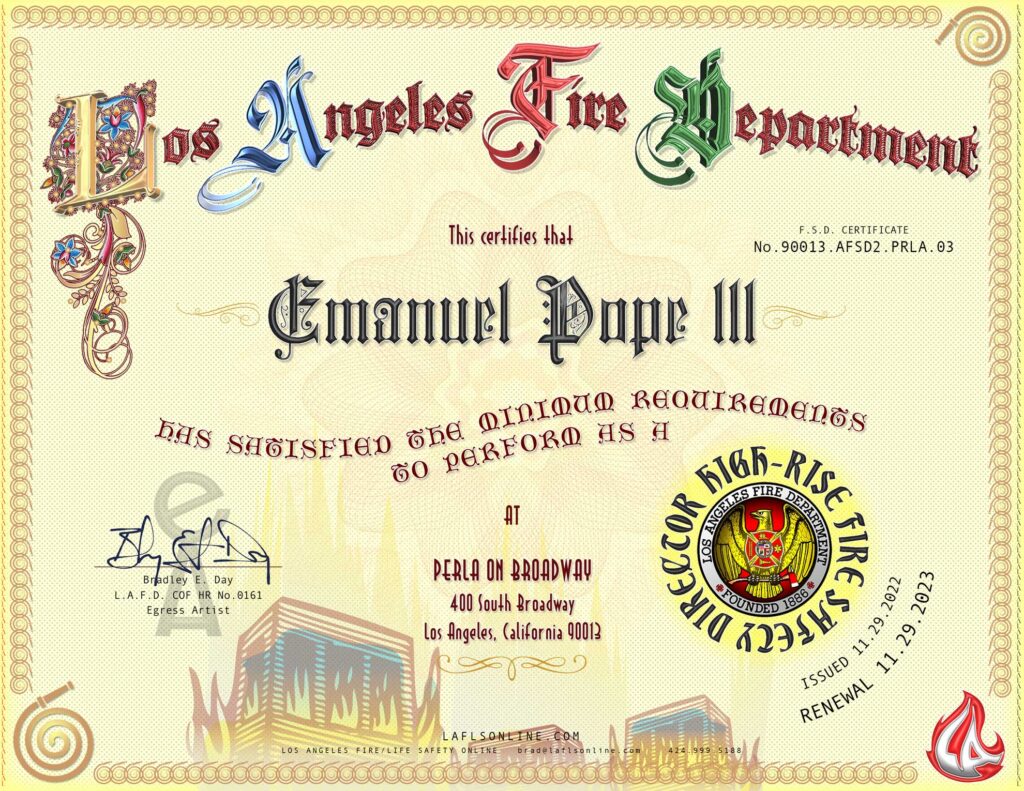 Los Angeles Fire Department
This certifies that
F.S.D. CERTIFICATE
No.90013.AFSD2.PRLA.03
Emanuel Pope III
HAS SATISFIED THE MINIMUM REQUIREMENTS
TO PERFORM AS A
HIGH-RISE FIRE SAFETY DIRECTOR
LOS ANGELES FIRE DEPARTMENT
FOUNDED 1886
AT
PERLA ON BROADWAY
400 South Broadway
Los Angeles, California 90013
eA
Bradley E. Day
L.A.F.D. COF HR No.0161
Egress Artist
ISSUED 11.29.2022
RENEWAL 11.29.2023
LAFLSONLINE.COM
LOS ANGELES FIRE/LIFE SAFETY ONLINE brad@laflsonline.com 424.999.5188
LA